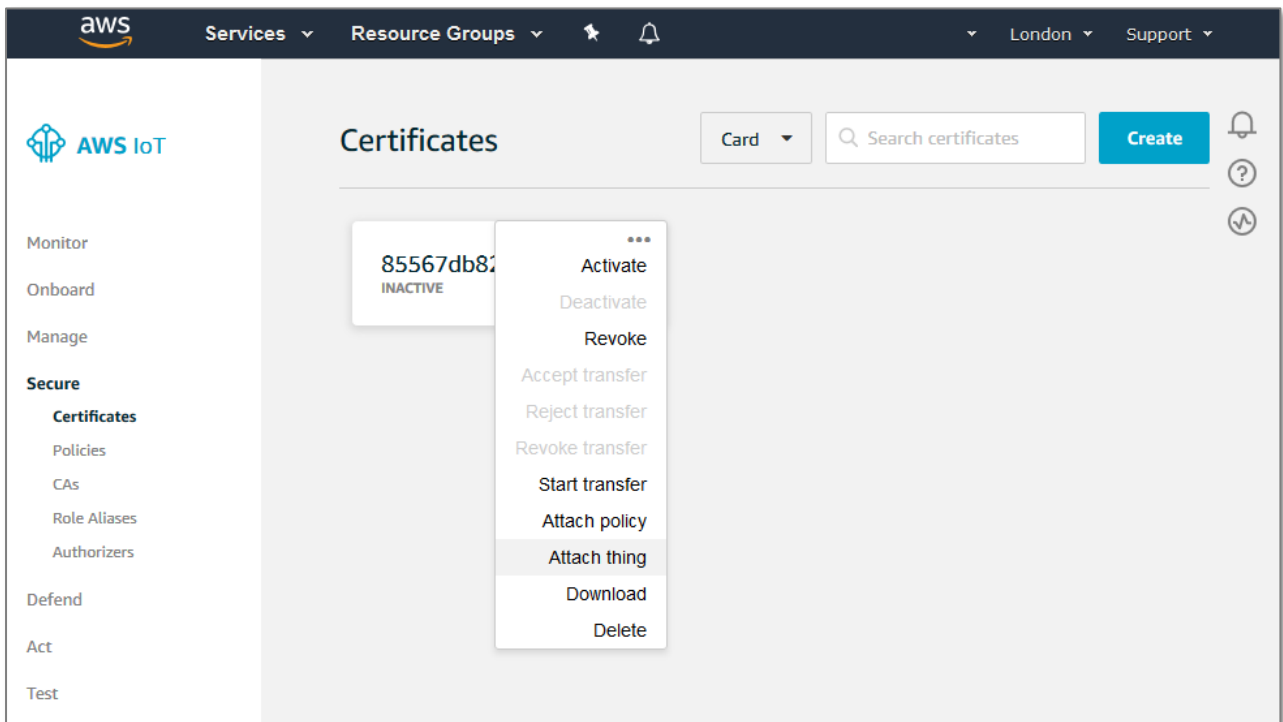 aws Services Resource Groups London Support
AWS IoT
Certificates
Card Search certificates Create
Monitor
Onboard
Manage
Secure
Certificates
Policies
CAs
Role Aliases
Authorizers
Defend
Act
Test
85567db82
INACTIVE
Activate
Deactivate
Revoke
Accept transfer
Reject transfer
Revoke transfer
Start transfer
Attach policy
Attach thing
Download
Delete